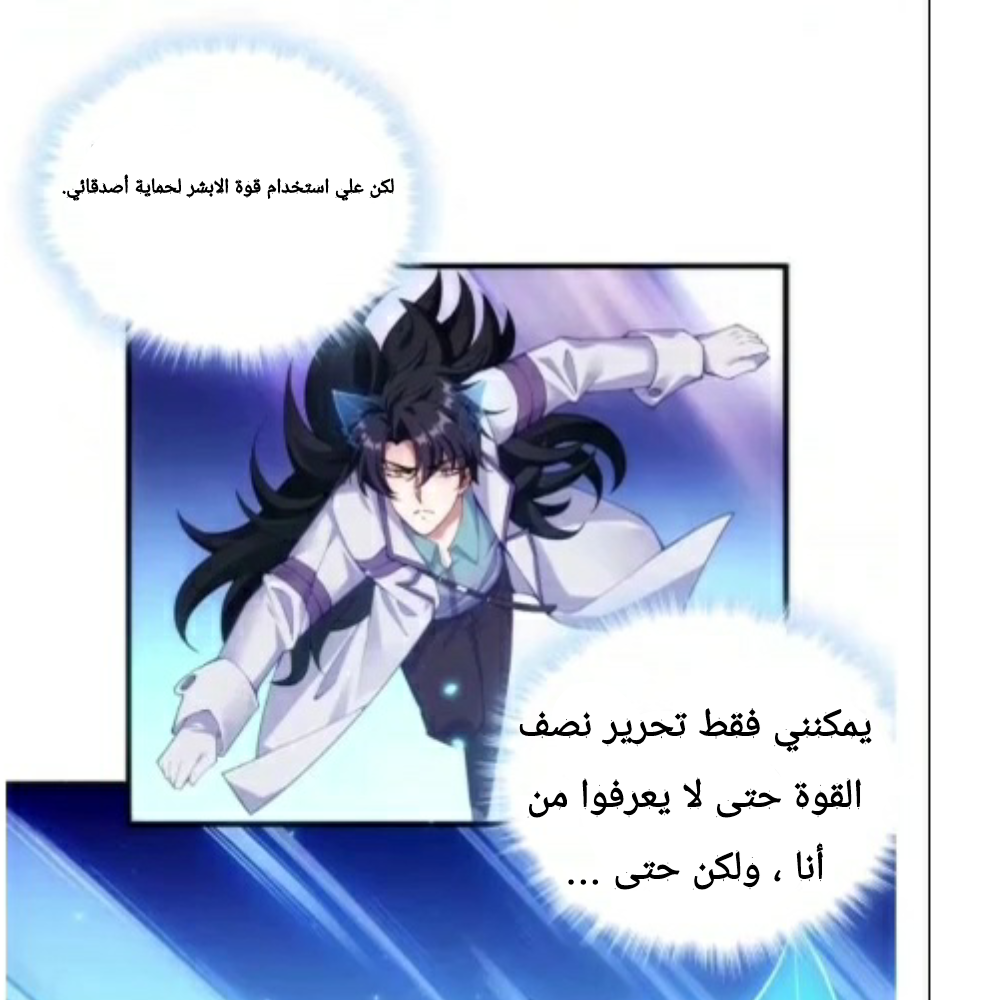 لكن علي استخدام قوة الابشر لحماية أصدقائي.
يمكنني فقط تحرير نصف
القوة حتى لا يعرفوا من
أنا ، ولكن حتى ...